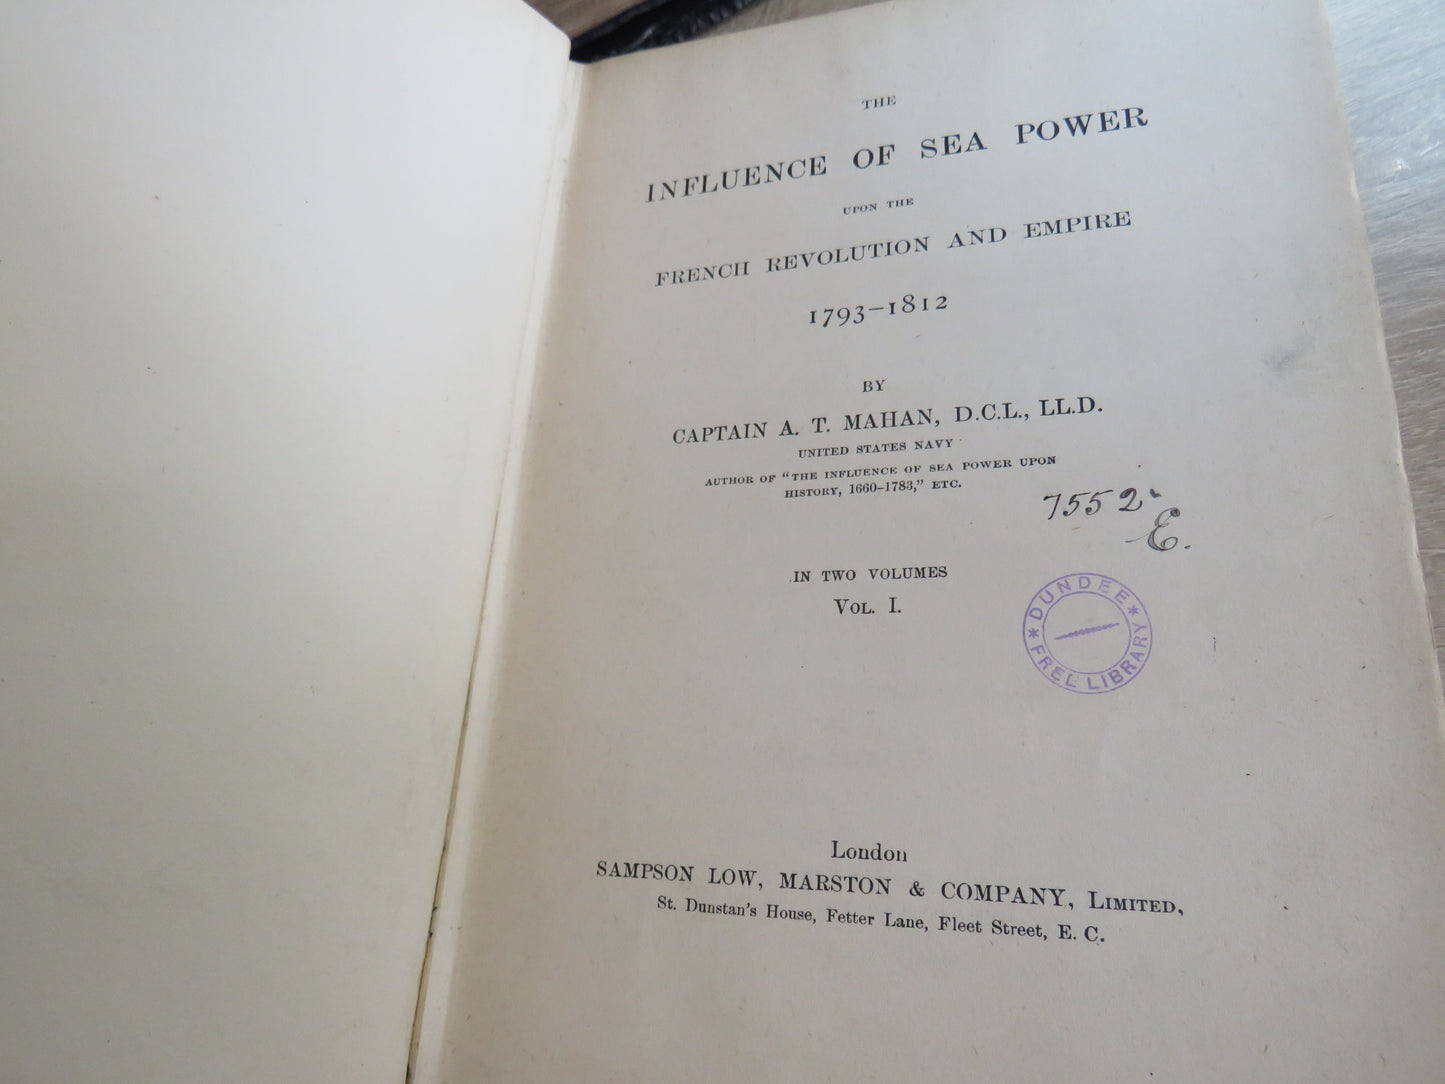 THE
INFLUENCE OF SEA POWER
UPON THE
FRENCH REVOLUTION AND EMPIRE
1793–1812
BY
CAPTAIN A. T. MAHAN, D.C.L., LL.D.
UNITED STATES NAVY
AUTHOR OF “THE INFLUENCE OF SEA POWER UPON
HISTORY, 1660–1783,” ETC.
7552
E.
IN TWO VOLUMES
VOL. I.
* DUNDEE *
FREE LIBRARY
London
SAMPSON LOW, MARSTON & COMPANY, LIMITED,
St. Dunstan's House, Fetter Lane, Fleet Street, E. C.